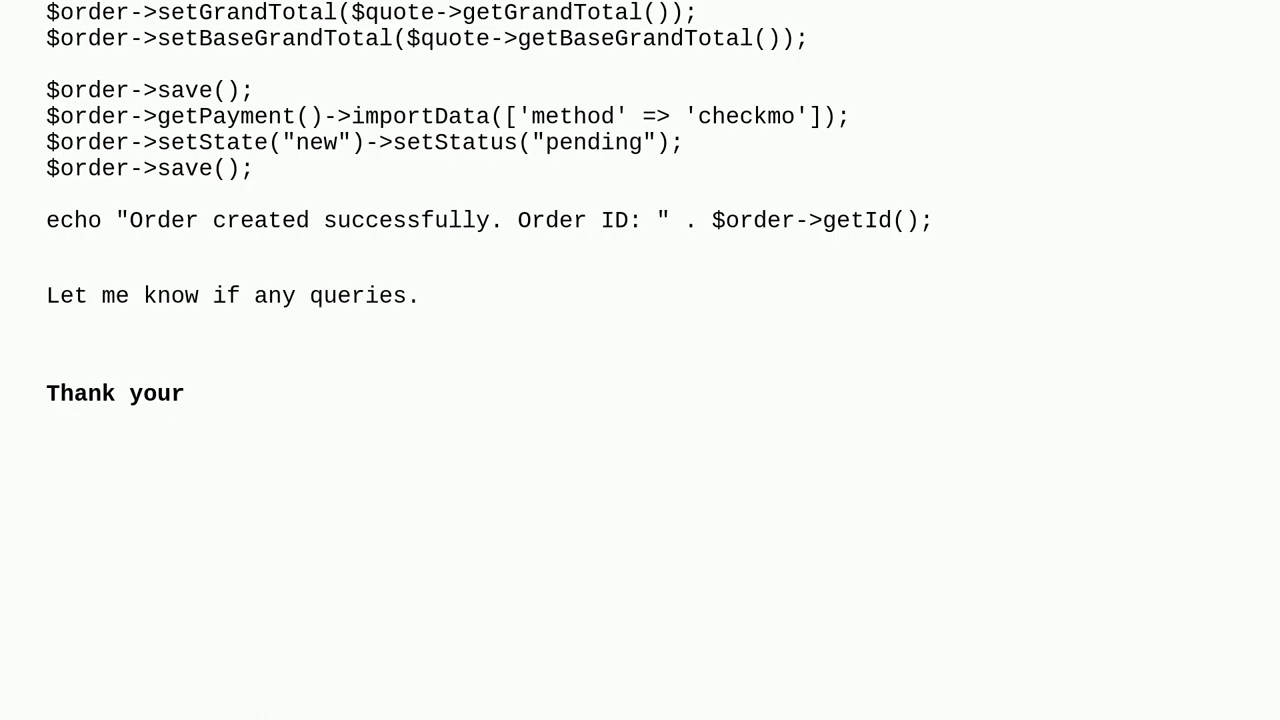 $order->setGrandTotal($quote->getGrandTotal());
$order->setBaseGrandTotal($quote->getBaseGrandTotal());
$order->save();
$order->getPayment()->importData(['method' => 'checkmo']);
$order->setState("new")->setStatus("pending");
$order->save();
echo "Order created successfully. Order ID: " . $order->getId();
Let me know if any queries.
Thank your